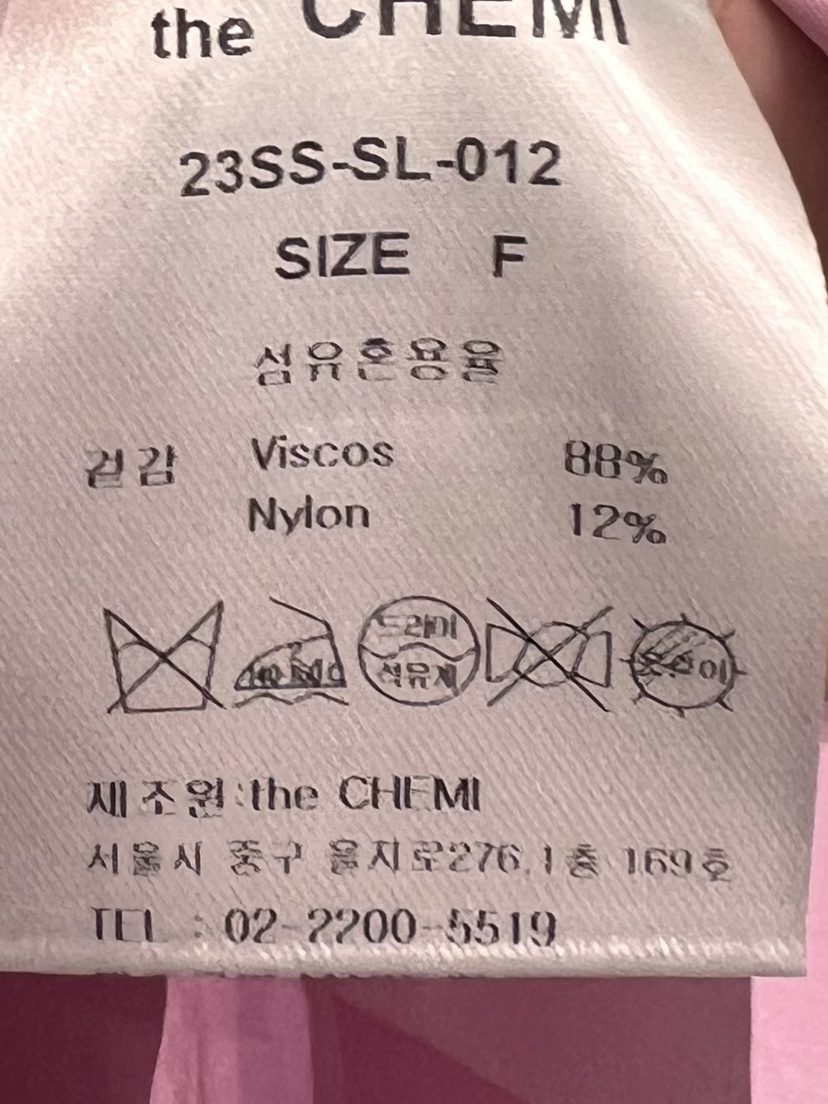 the CHEMI
23SS-SL-012
SIZE F
섬유혼용율
겉감 Viscos 88%
Nylon 12%
드라이
석유계
제조원:the CHEMI
서울시 중구 을지로276,1층 169호
TEL : 02-2200-5519